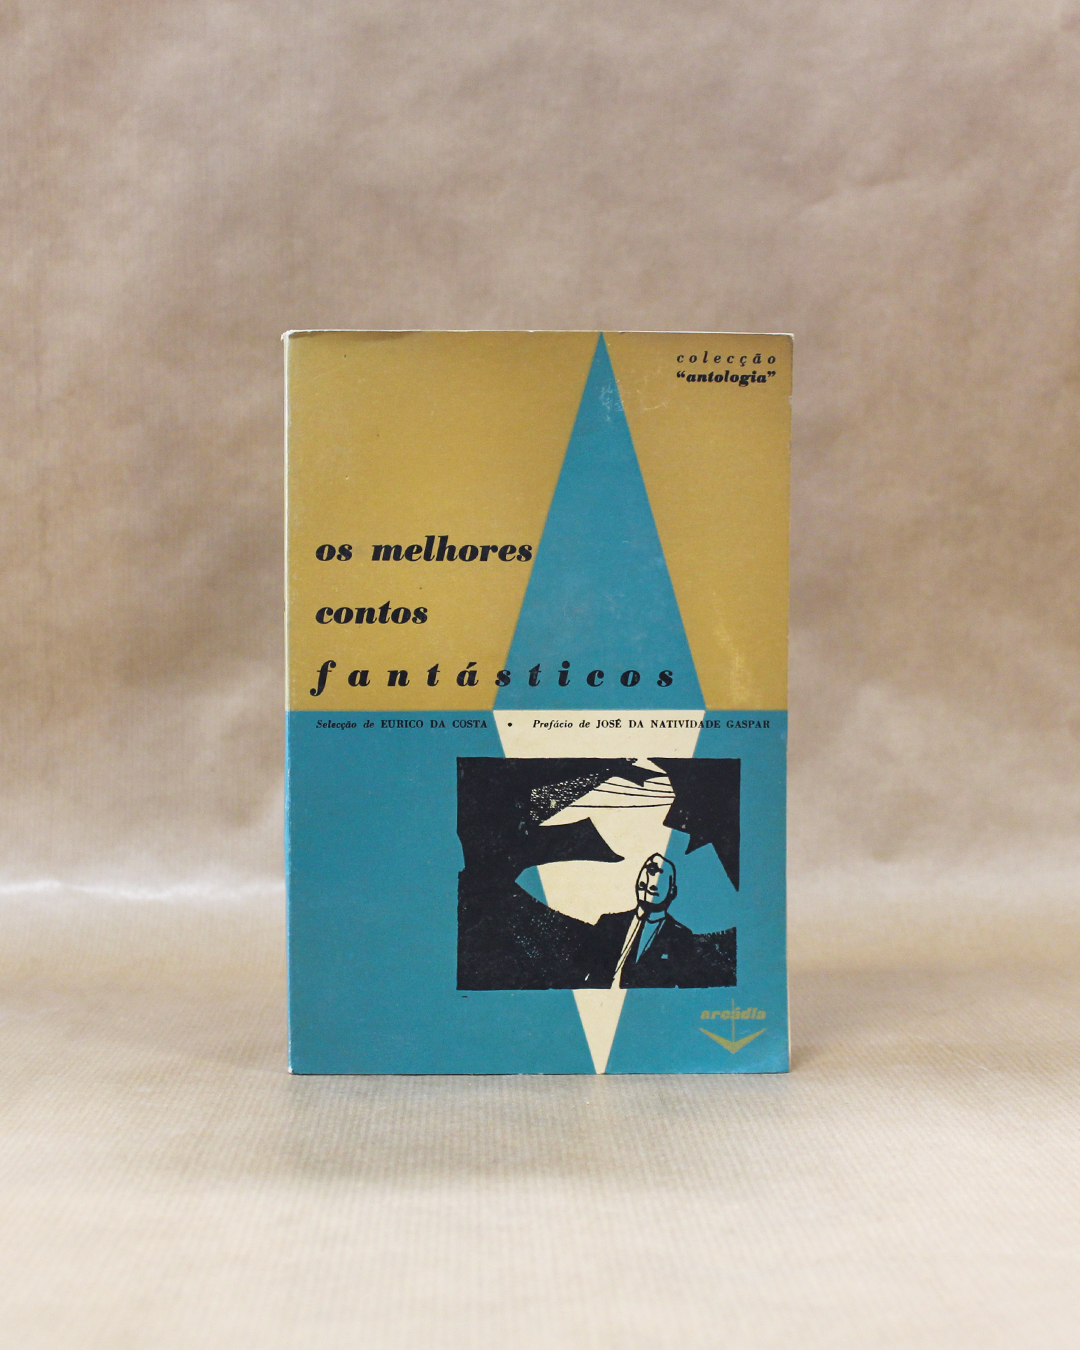 colecção
“antologia”
os melhores
contos
fantásticos
Selecção de EURICO DA COSTA • Prefácio de JOSÉ DA NATIVIDADE GASPAR
arcádia